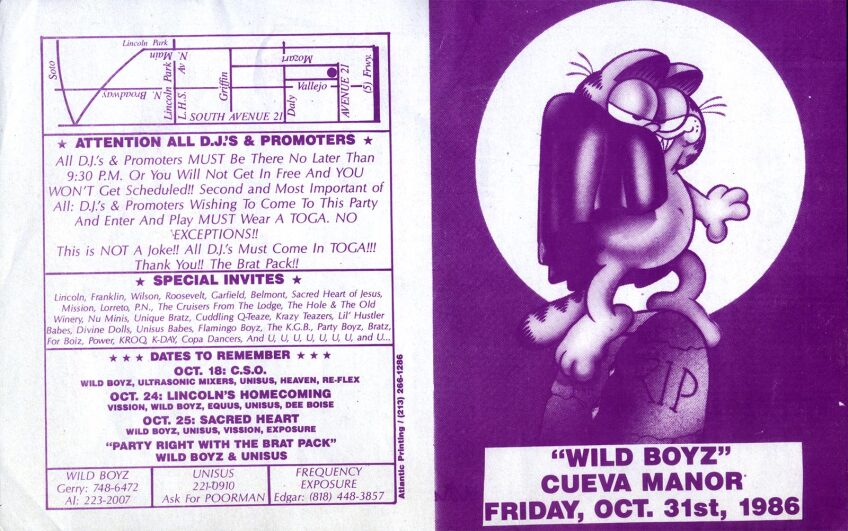 Lincoln Park
Soto
N. Main
N. Broadway
Lincoln Park
L.H.S. Av
Griffin
Mozart
Vallejo
Daly
AVENUE 21
(5) Frwy.
SOUTH AVENUE 21
★ ATTENTION ALL D.J.'S & PROMOTERS ★
All D.J.'s & Promoters MUST Be There No Later Than
9:30 P.M. Or You Will Not Get In Free And YOU
WON'T Get Scheduled!! Second and Most Important of
All: D.J.'s & Promoters Wishing To Come To This Party
And Enter And Play MUST Wear A TOGA. NO
EXCEPTIONS!!
This is NOT A Joke!! All D.J.'s Must Come In TOGA!!!
Thank You!! The Brat Pack!!
★ SPECIAL INVITES ★
Lincoln, Franklin, Wilson, Roosevelt, Garfield, Belmont, Sacred Heart of Jesus,
Mission, Lorreto, P.N., The Cruisers From The Lodge, The Hole & The Old
Winery, Nu Minis, Unique Bratz, Cuddling Q-Teaze, Krazy Teazers, Lil' Hustler
Babes, Divine Dolls, Unisus Babes, Flamingo Boyz, The K.G.B., Party Boyz, Bratz,
For Boiz, Power, KROQ, K-DAY, Copa Dancers, And U, U, U, U, U, U, and U...
★ ★ ★ DATES TO REMEMBER ★ ★ ★
OCT. 18: C.S.O.
WILD BOYZ, ULTRASONIC MIXERS, UNISUS, HEAVEN, RE-FLEX
OCT. 24: LINCOLN'S HOMECOMING
VISSION, WILD BOYZ, EQUUS, UNISUS, DEE BOISE
OCT. 25: SACRED HEART
WILD BOYZ, UNISUS, VISSION, EXPOSURE
"PARTY RIGHT WITH THE BRAT PACK"
WILD BOYZ & UNISUS
WILD BOYZ
Gerry: 748-6472
Al: 223-2007
UNISUS
221-0910
Ask For POORMAN
FREQUENCY
EXPOSURE
Edgar: (818) 448-3857
Atlantic Printing / (213) 266-1286
RIP
"WILD BOYZ"
CUEVA MANOR
FRIDAY, OCT. 31st, 1986